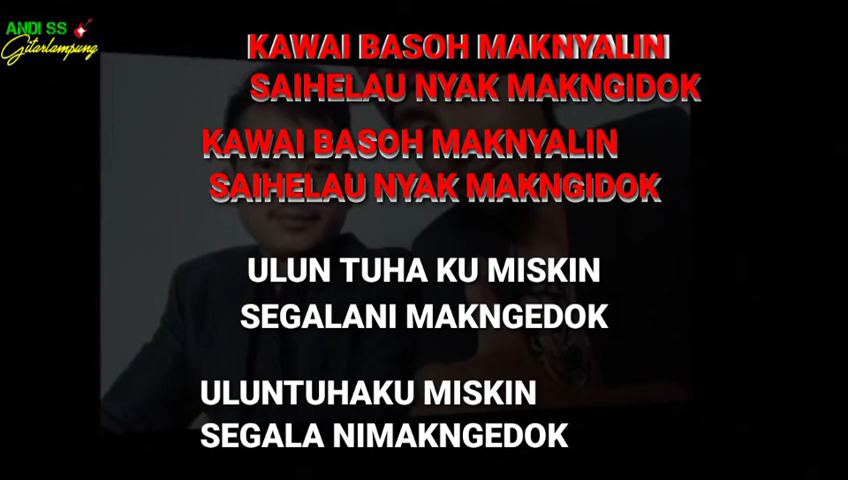 ANDI SS
Gitarlampung
KAWAI BASOH MAKNYALIN
SAIHELAU NYAK MAKNGIDOK
KAWAI BASOH MAKNYALIN
SAIHELAU NYAK MAKNGIDOK
ULUN TUHA KU MISKIN
SEGALANI MAKNGEDOK
ULUNTUHAKU MISKIN
SEGALA NIMAKNGEDOK